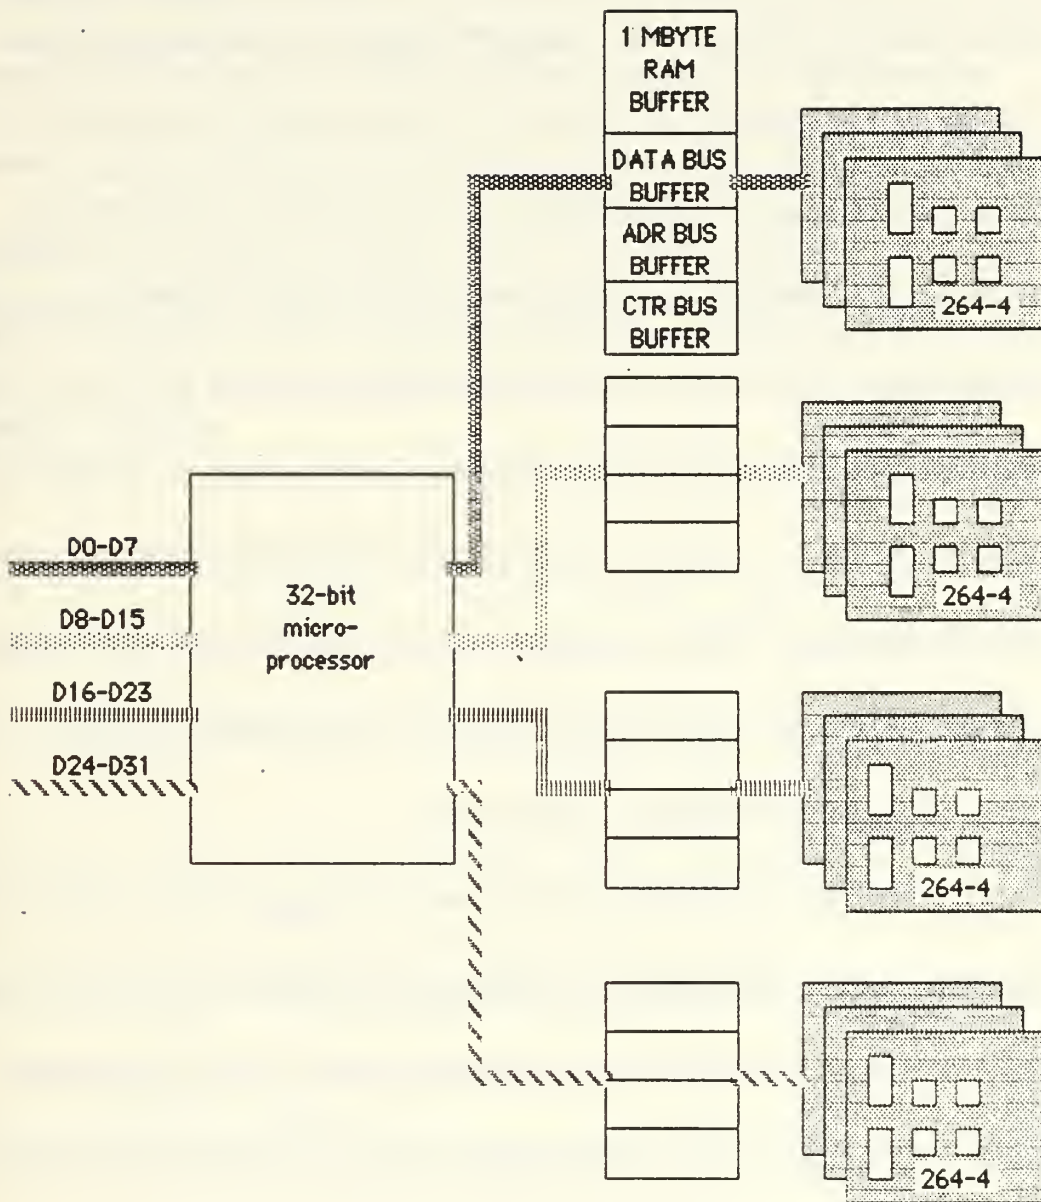 1 MBYTE
RAM
BUFFER
DATA BUS
BUFFER
ADR BUS
BUFFER
CTR BUS
BUFFER
264-4
264-4
D0-D7
D8-D15
D16-D23
D24-D31
32-bit
micro-
processor
264-4
264-4